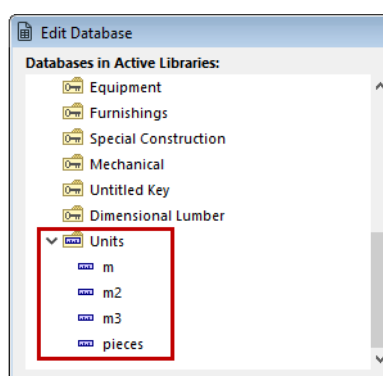 Edit Database
Databases in Active Libraries:
Equipment
Furnishings
Special Construction
Mechanical
Untitled Key
Dimensional Lumber
Units
m
m2
m3
pieces